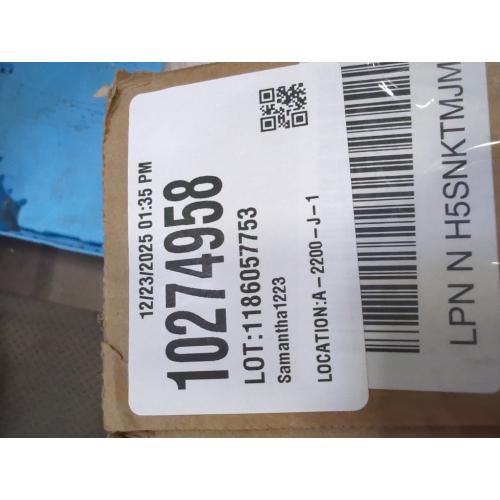 12/23/2025 01:35 PM
10274958
LOT:1186057753
Samantha1223
LOCATION:A-2200-J-1
LPN N H5SNKTMJM